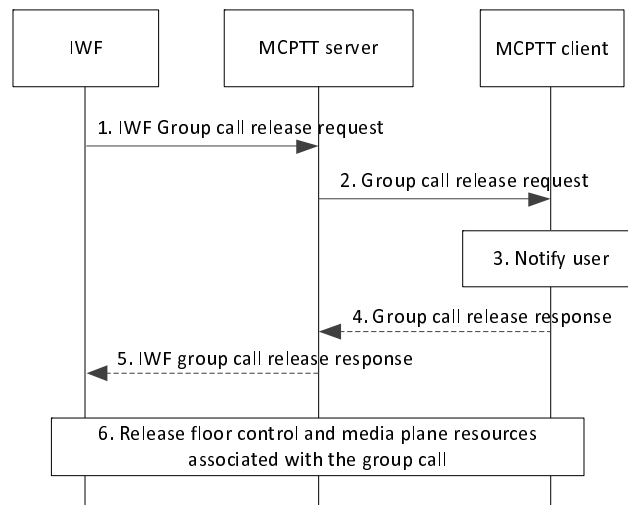 IWF
MCPTT server
MCPTT client
1. IWF Group call release request
2. Group call release request
3. Notify user
4. Group call release response
5. IWF group call release response
6. Release floor control and media plane resources
associated with the group call